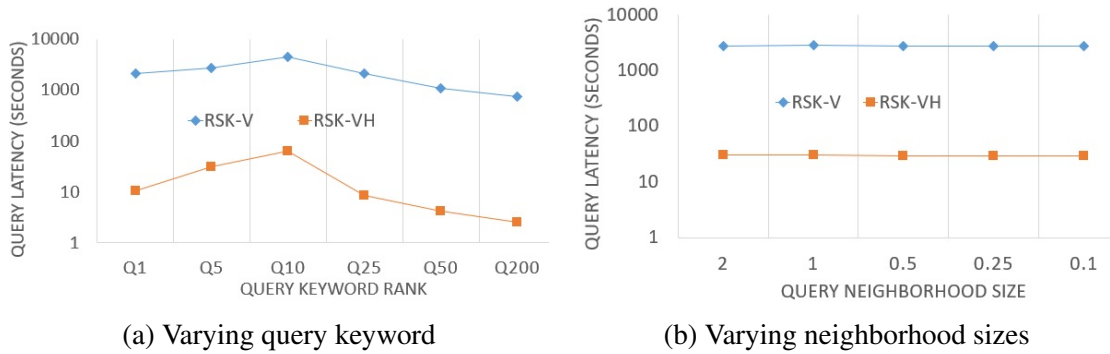 QUERY LATENCY (SECONDS)
10000
1000
100
10
1
RSK-V RSK-VH
Q1 Q5 Q10 Q25 Q50 Q200
QUERY KEYWORD RANK
(a) Varying query keyword
QUERY LATENCY (SECONDS)
10000
1000
100
10
1
RSK-V RSK-VH
2 1 0.5 0.25 0.1
QUERY NEIGHBORHOOD SIZE
(b) Varying neighborhood sizes